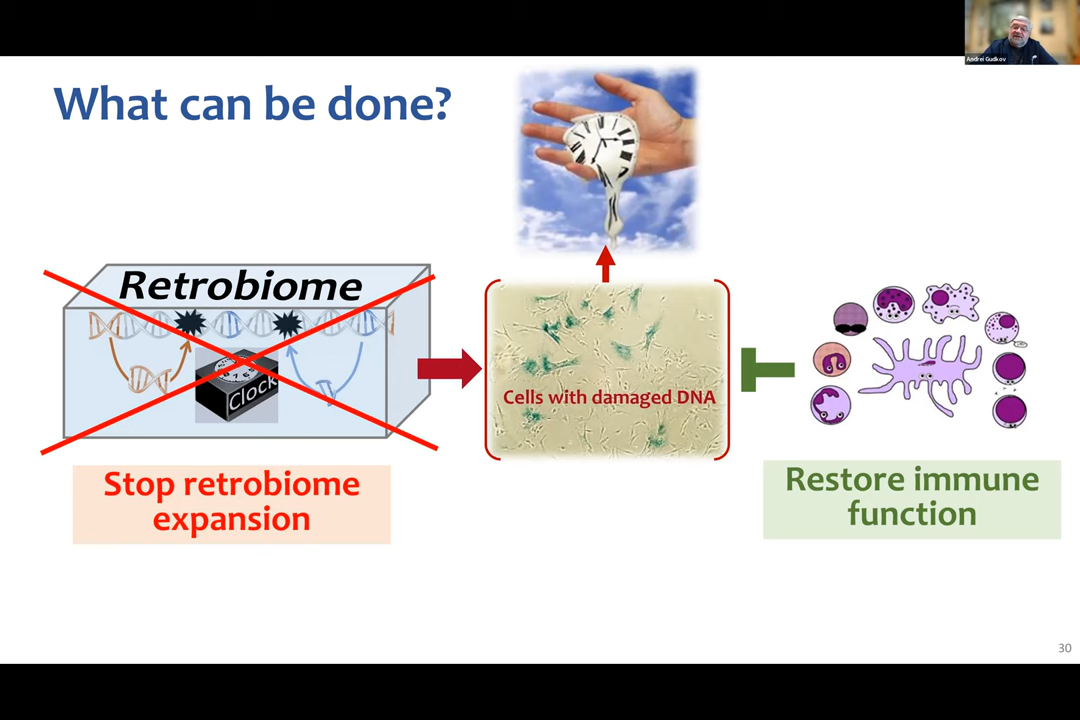 Andrei Gudkov
What can be done?
Retrobiome
Clock
Cells with damaged DNA
Stop retrobiome
expansion
Restore immune
function
30